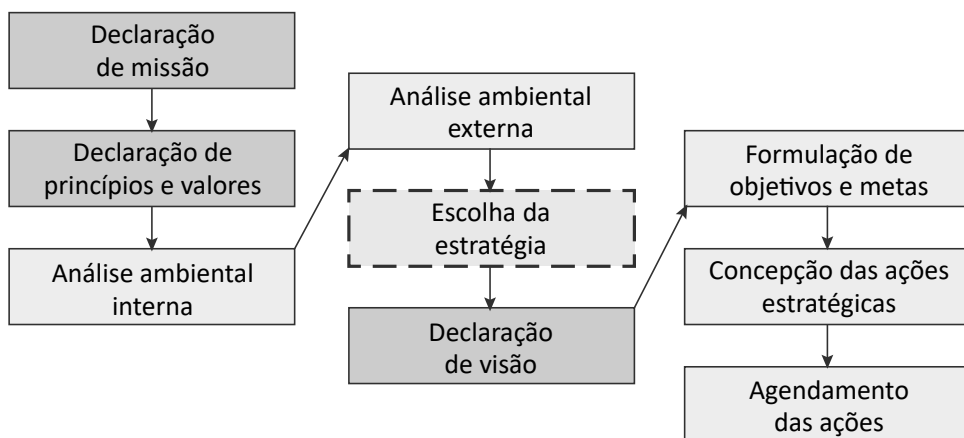 Declaração
de missão
Declaração de
princípios e valores
Análise ambiental
interna
Análise ambiental
externa
Escolha da
estratégia
Declaração
de visão
Formulação de
objetivos e metas
Concepção das ações
estratégicas
Agendamento
das ações